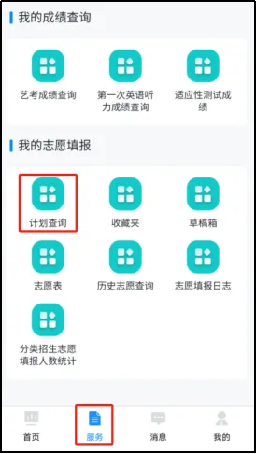 我的成绩查询
艺考成绩查询
第一次英语听
力成绩查询
适应性测试成
绩
我的志愿填报
计划查询
收藏夹
草稿箱
志愿表
历史志愿查询
志愿填报日志
分类招生志愿
填报人数统计
首页
服务
消息
我的